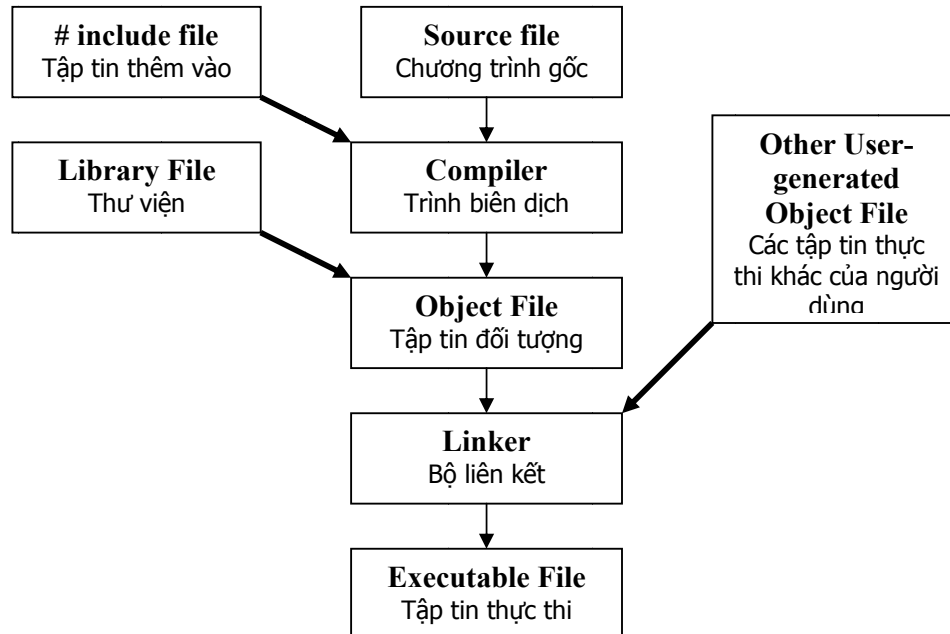 # include file
Tập tin thêm vào
Source file
Chương trình gốc
Library File
Thư viện
Compiler
Trình biên dịch
Other User-
generated
Object File
Các tập tin thực
thi khác của người
dùng
Object File
Tập tin đối tượng
Linker
Bộ liên kết
Executable File
Tập tin thực thi